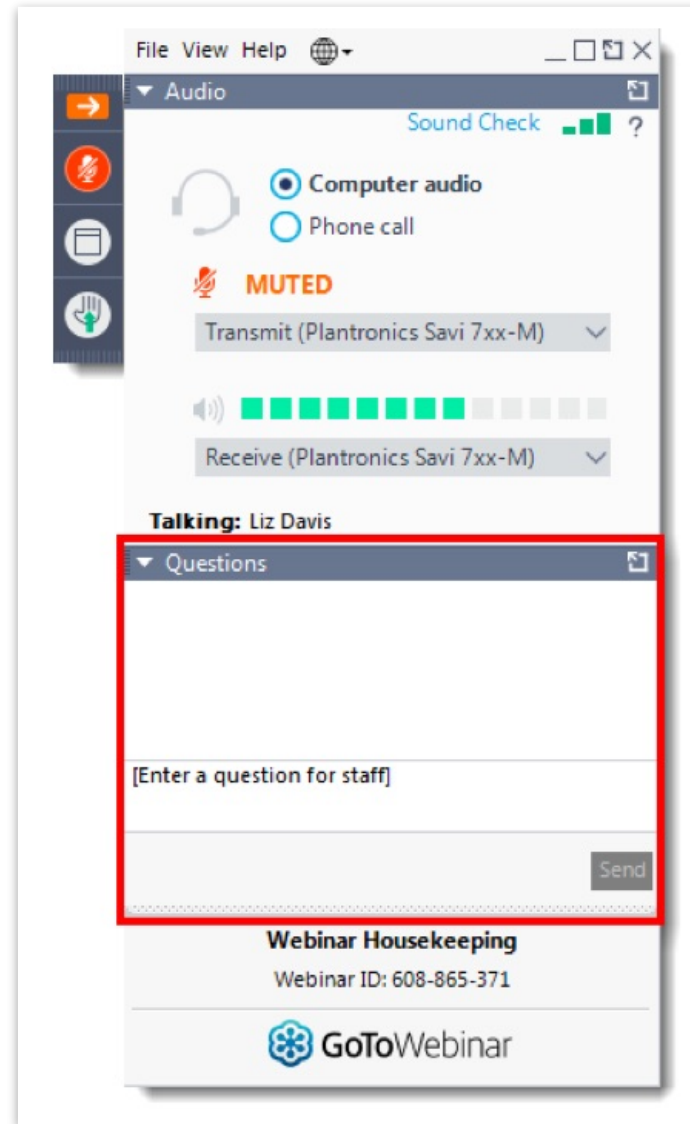 File View Help
Audio
Sound Check ?
Computer audio
Phone call
MUTED
Transmit (Plantronics Savi 7xx-M)
Receive (Plantronics Savi 7xx-M)
Talking: Liz Davis
Questions
[Enter a question for staff]
Send
Webinar Housekeeping
Webinar ID: 608-865-371
GoToWebinar